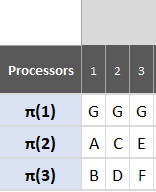 Processors 1 2 3
π(1) G G G
π(2) A C E
π(3) B D F